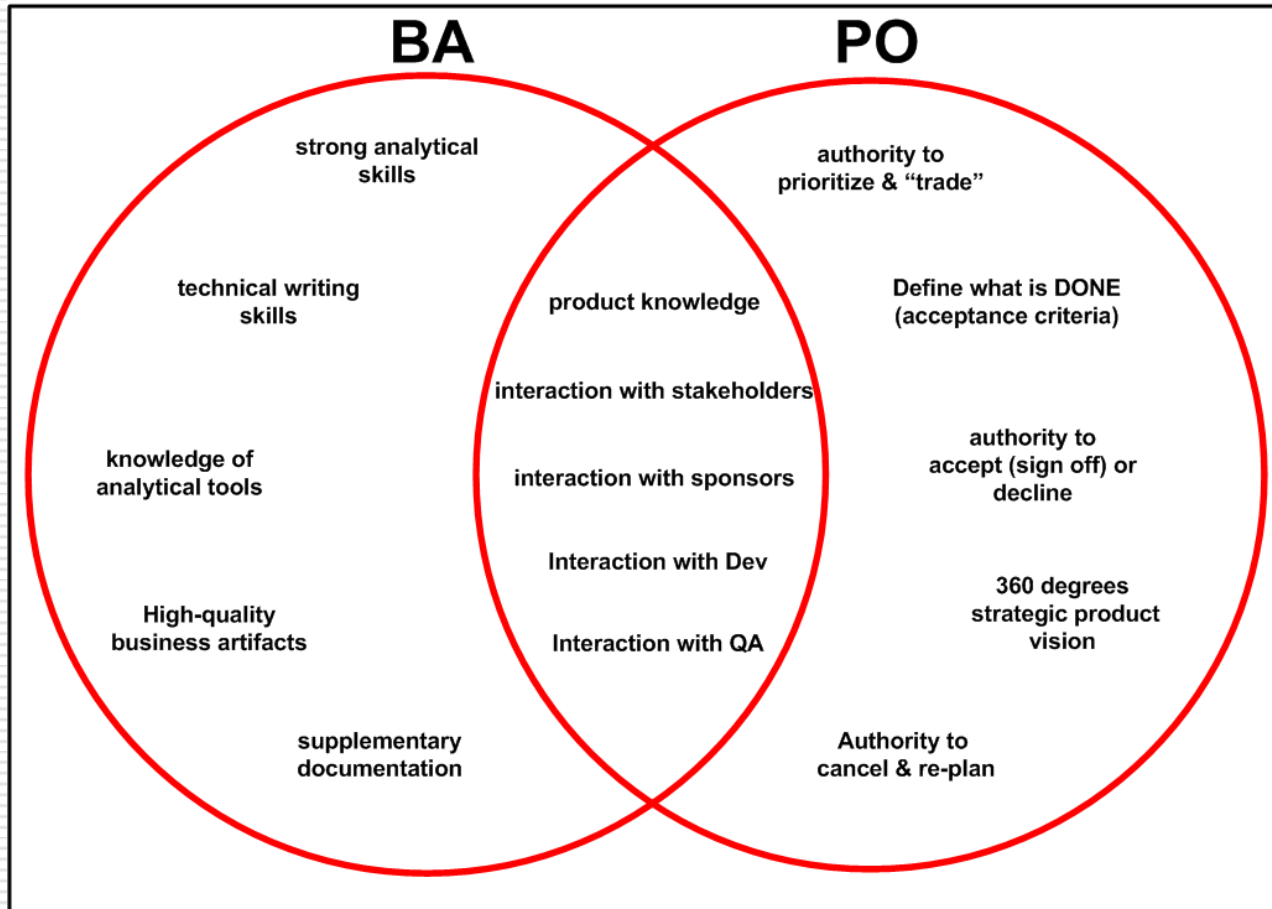 BA
PO
strong analytical
skills
technical writing
skills
knowledge of
analytical tools
High-quality
business artifacts
supplementary
documentation
product knowledge
interaction with stakeholders
interaction with sponsors
Interaction with Dev
Interaction with QA
authority to
prioritize & “trade”
Define what is DONE
(acceptance criteria)
authority to
accept (sign off) or
decline
360 degrees
strategic product
vision
Authority to
cancel & re-plan